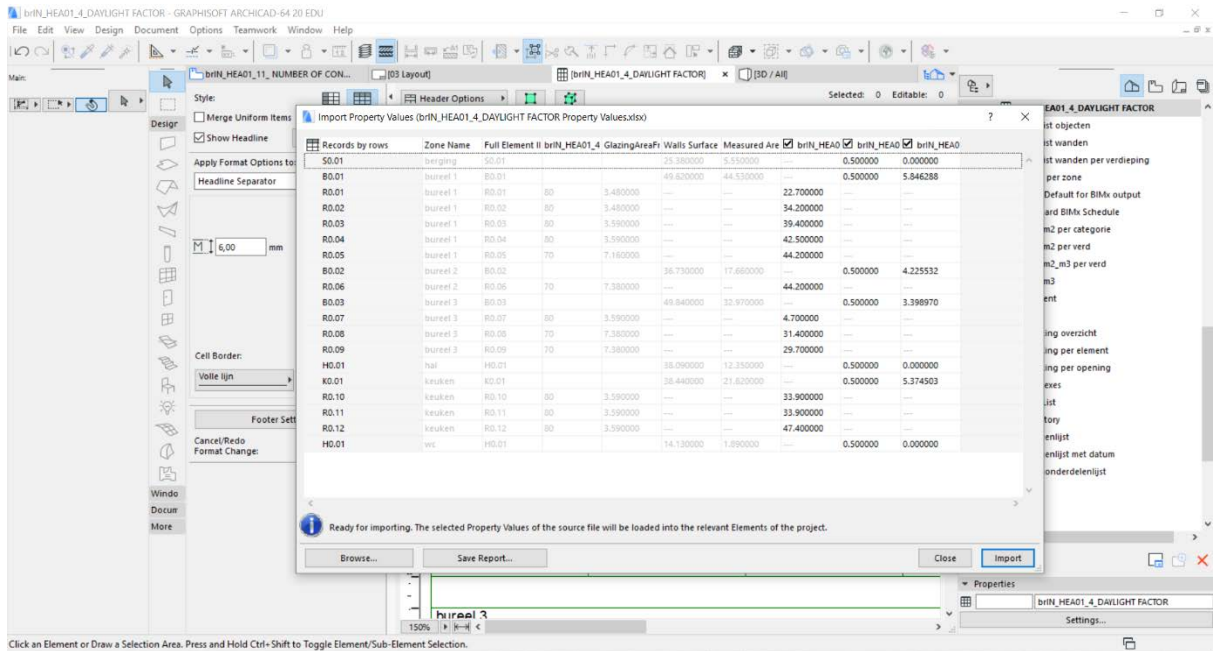 brIN_HEA01_4_DAYLIGHT FACTOR - GRAPHISOFT ARCHICAD-64 20 EDU
File Edit View Design Document Options Teamwork Window Help
Main:
brIN_HEA01_11_ NUMBER OF CON...
[03 Layout]
[brIN_HEA01_4_DAYLIGHT FACTOR]
[3D / All]
Style:
Header Options
Selected: 0 Editable: 0
Merge Uniform Items
Show Headline
Apply Format Options to:
Headline Separator
M 6,00 mm
Cell Border:
Volle lijn
Footer Sett
Cancel/Redo
Format Change:
Design
Windo
Docum
More
Import Property Values (brIN_HEA01_4_DAYLIGHT FACTOR Property Values.xlsx)
? ×
Records by rows Zone Name Full Element II brIN_HEA01_4 GlazingAreaFi Walls Surface Measured Are brIN_HEA0 brIN_HEA0 brIN_HEA0
S0.01 berging S0.01 25.380000 5.550000 --- 0.500000 0.000000
B0.01 bureel 1 B0.01 49.620000 44.530000 --- 0.500000 5.846288
R0.01 bureel 1 R0.01 80 3.480000 --- --- 22.700000 --- ---
R0.02 bureel 1 R0.02 80 3.480000 --- --- 34.200000 --- ---
R0.03 bureel 1 R0.03 80 3.590000 --- --- 39.400000 --- ---
R0.04 bureel 1 R0.04 80 3.590000 --- --- 42.500000 --- ---
R0.05 bureel 1 R0.05 70 7.160000 --- --- 44.200000 --- ---
B0.02 bureel 2 B0.02 36.730000 17.660000 --- 0.500000 4.225532
R0.06 bureel 2 R0.06 70 7.380000 --- --- 44.200000 --- ---
B0.03 bureel 3 B0.03 49.840000 32.970000 --- 0.500000 3.398970
R0.07 bureel 3 R0.07 80 3.590000 --- --- 4.700000 --- ---
R0.08 bureel 3 R0.08 70 7.380000 --- --- 31.400000 --- ---
R0.09 bureel 3 R0.09 70 7.380000 --- --- 29.700000 --- ---
H0.01 hal H0.01 38.090000 12.350000 --- 0.500000 0.000000
K0.01 keuken K0.01 38.440000 21.820000 --- 0.500000 5.374503
R0.10 keuken R0.10 80 3.590000 --- --- 33.900000 --- ---
R0.11 keuken R0.11 80 3.590000 --- --- 33.900000 --- ---
R0.12 keuken R0.12 80 3.590000 --- --- 47.400000 --- ---
H0.01 wc H0.01 14.130000 1.890000 --- 0.500000 0.000000
Ready for importing. The selected Property Values of the source file will be loaded into the relevant Elements of the project.
Browse... Save Report... Close Import
EA01_4_DAYLIGHT FACTOR
ist objecten
ist wanden
ist wanden per verdieping
per zone
Default for BIMx output
ard BIMx Schedule
m2 per categorie
m2 per verd
m2_m3 per verd
m3
ent
ing overzicht
ing per element
ing per opening
exes
ist
tory
enlijst
enlijst met datum
onderdelenlijst
bureel 3
150%
Properties
brIN_HEA01_4_DAYLIGHT FACTOR
Settings...
Click an Element or Draw a Selection Area. Press and Hold Ctrl+Shift to Toggle Element/Sub-Element Selection.